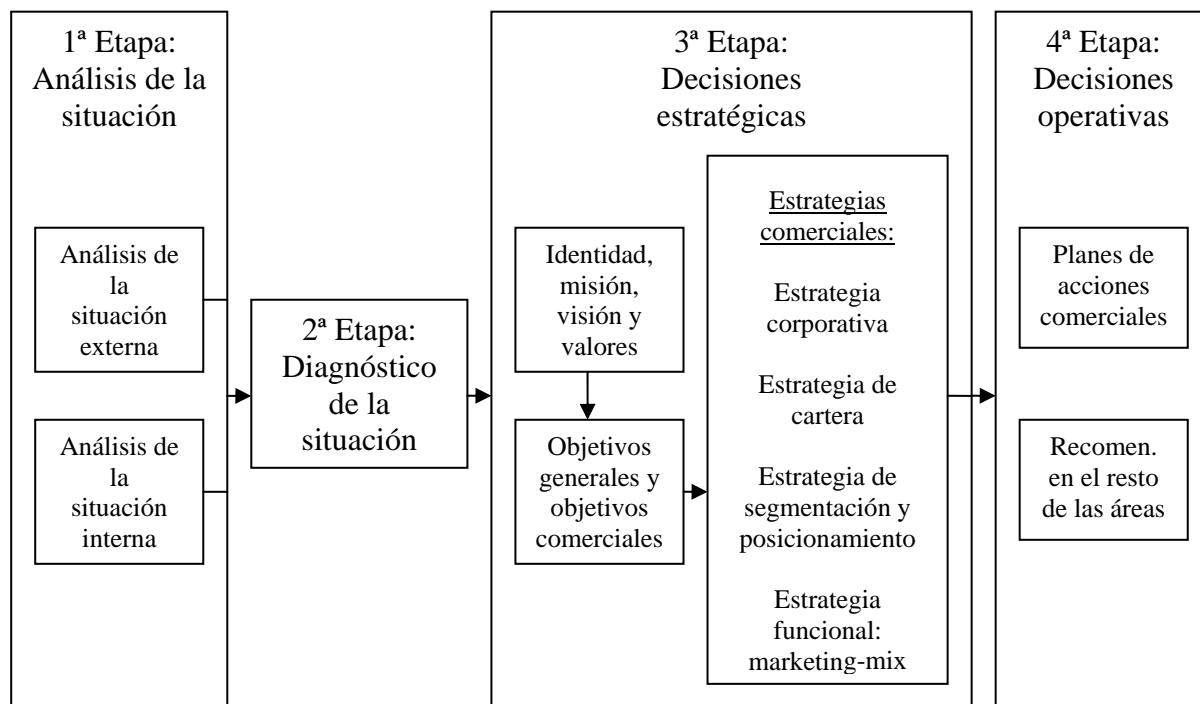 1ª Etapa:
Análisis de la
situación
Análisis de
la
situación
externa
Análisis de
la
situación
interna
2ª Etapa:
Diagnóstico
de la
situación
3ª Etapa:
Decisiones
estratégicas
Identidad,
misión,
visión y
valores
Objetivos
generales y
objetivos
comerciales
Estrategias
comerciales:
Estrategia
corporativa
Estrategia de
cartera
Estrategia de
segmentación y
posicionamiento
Estrategia
funcional:
marketing-mix
4ª Etapa:
Decisiones
operativas
Planes de
acciones
comerciales
Recomen.
en el resto
de las áreas